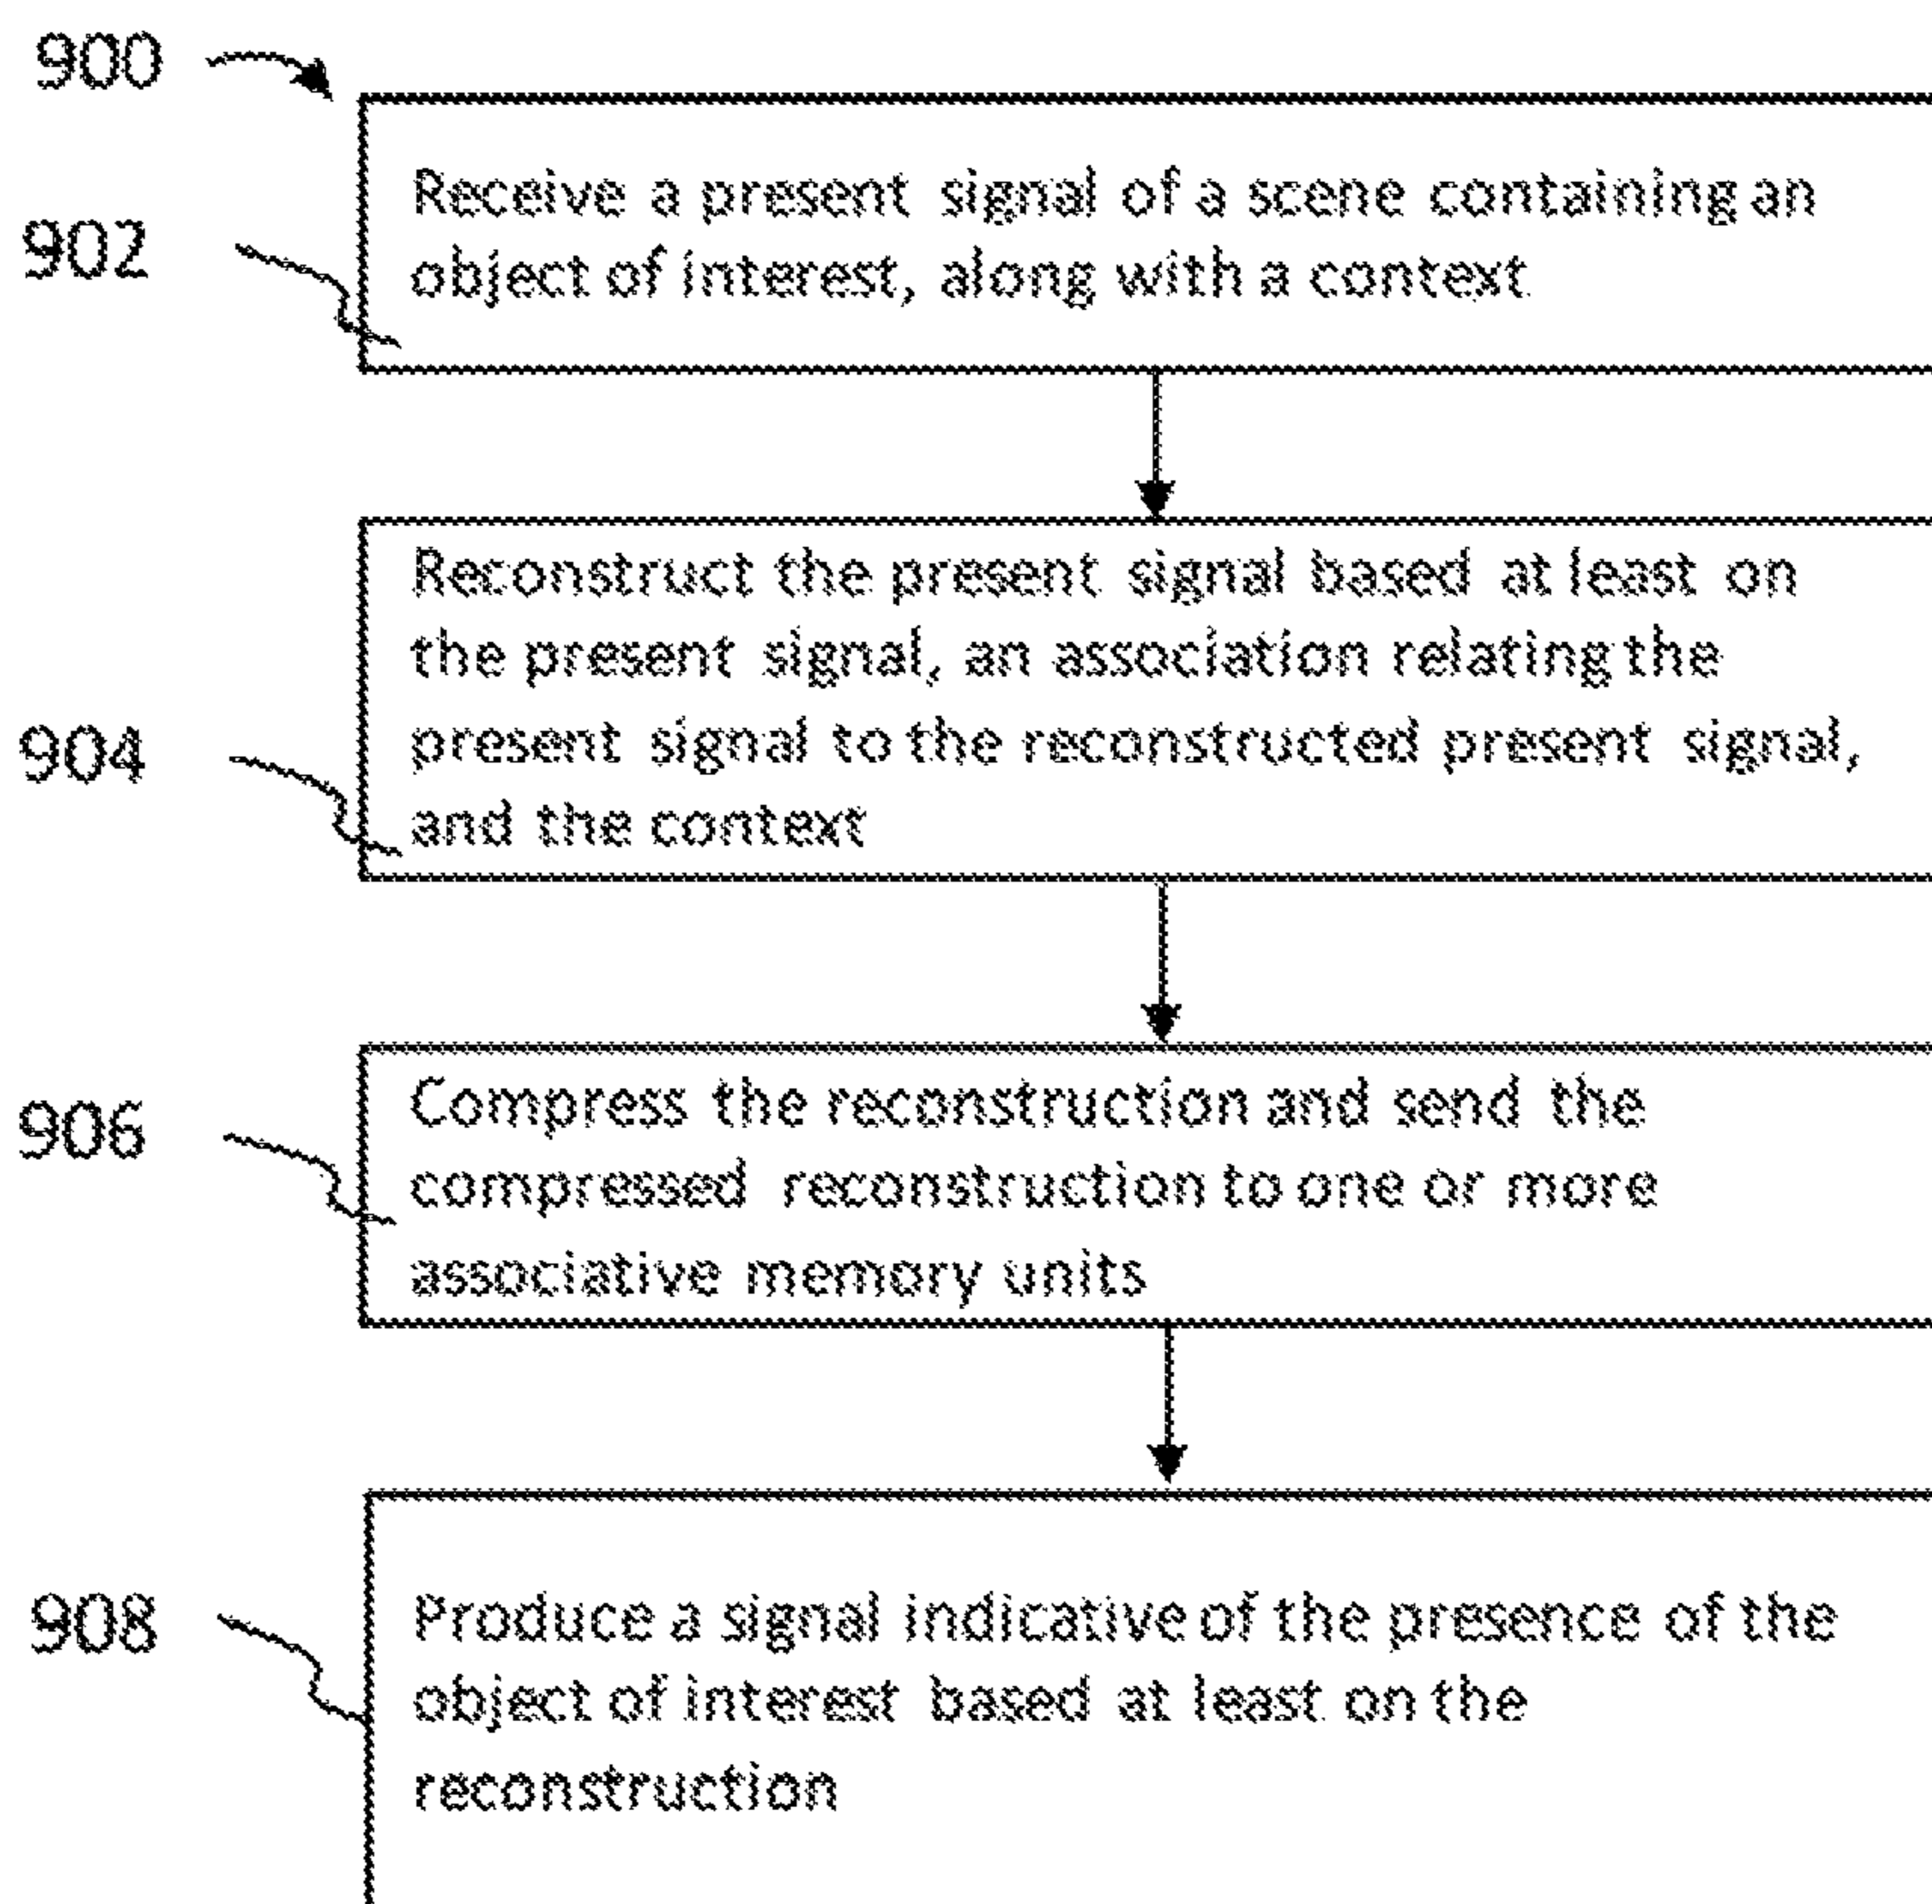 900
902
Receive a present signal of a scene containing an
object of interest, along with a context
904
Reconstruct the present signal based at least on
the present signal, an association relating the
present signal to the reconstructed present signal,
and the context
906
Compress the reconstruction and send the
compressed reconstruction to one or more
associative memory units
908
Produce a signal indicative of the presence of the
object of interest based at least on the
reconstruction